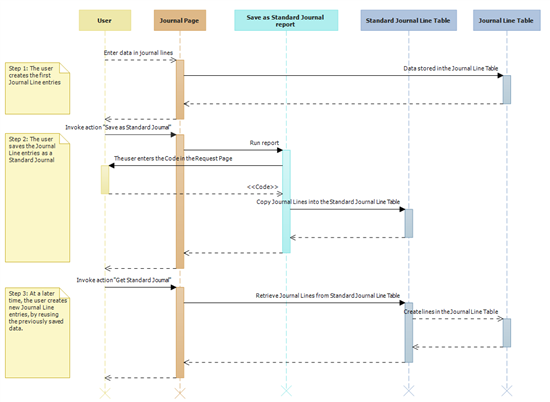 User
Journal Page
Save as Standard Journal
report
Standard Journal Line Table
Journal Line Table
Enter data in journal lines
Step 1: The user
creates the first
Journal Line entries
Data stored in the Journal Line Table
Invoke action "Save as Standard Journal"
Step 2: The user
saves the Journal
Line entries as a
Standard Journal
Run report
The user enters the Code in the Request Page
<<Code>>
Copy Journal Lines into the Standard Journal Line Table
Invoke action "Get Standard Journal"
Step 3: At a later
time, the user creates
new Journal Line
entries, by reusing
the previously saved
data.
Retrieve Journal Lines from Standard Journal Line Table
Create lines in the Journal Line Table